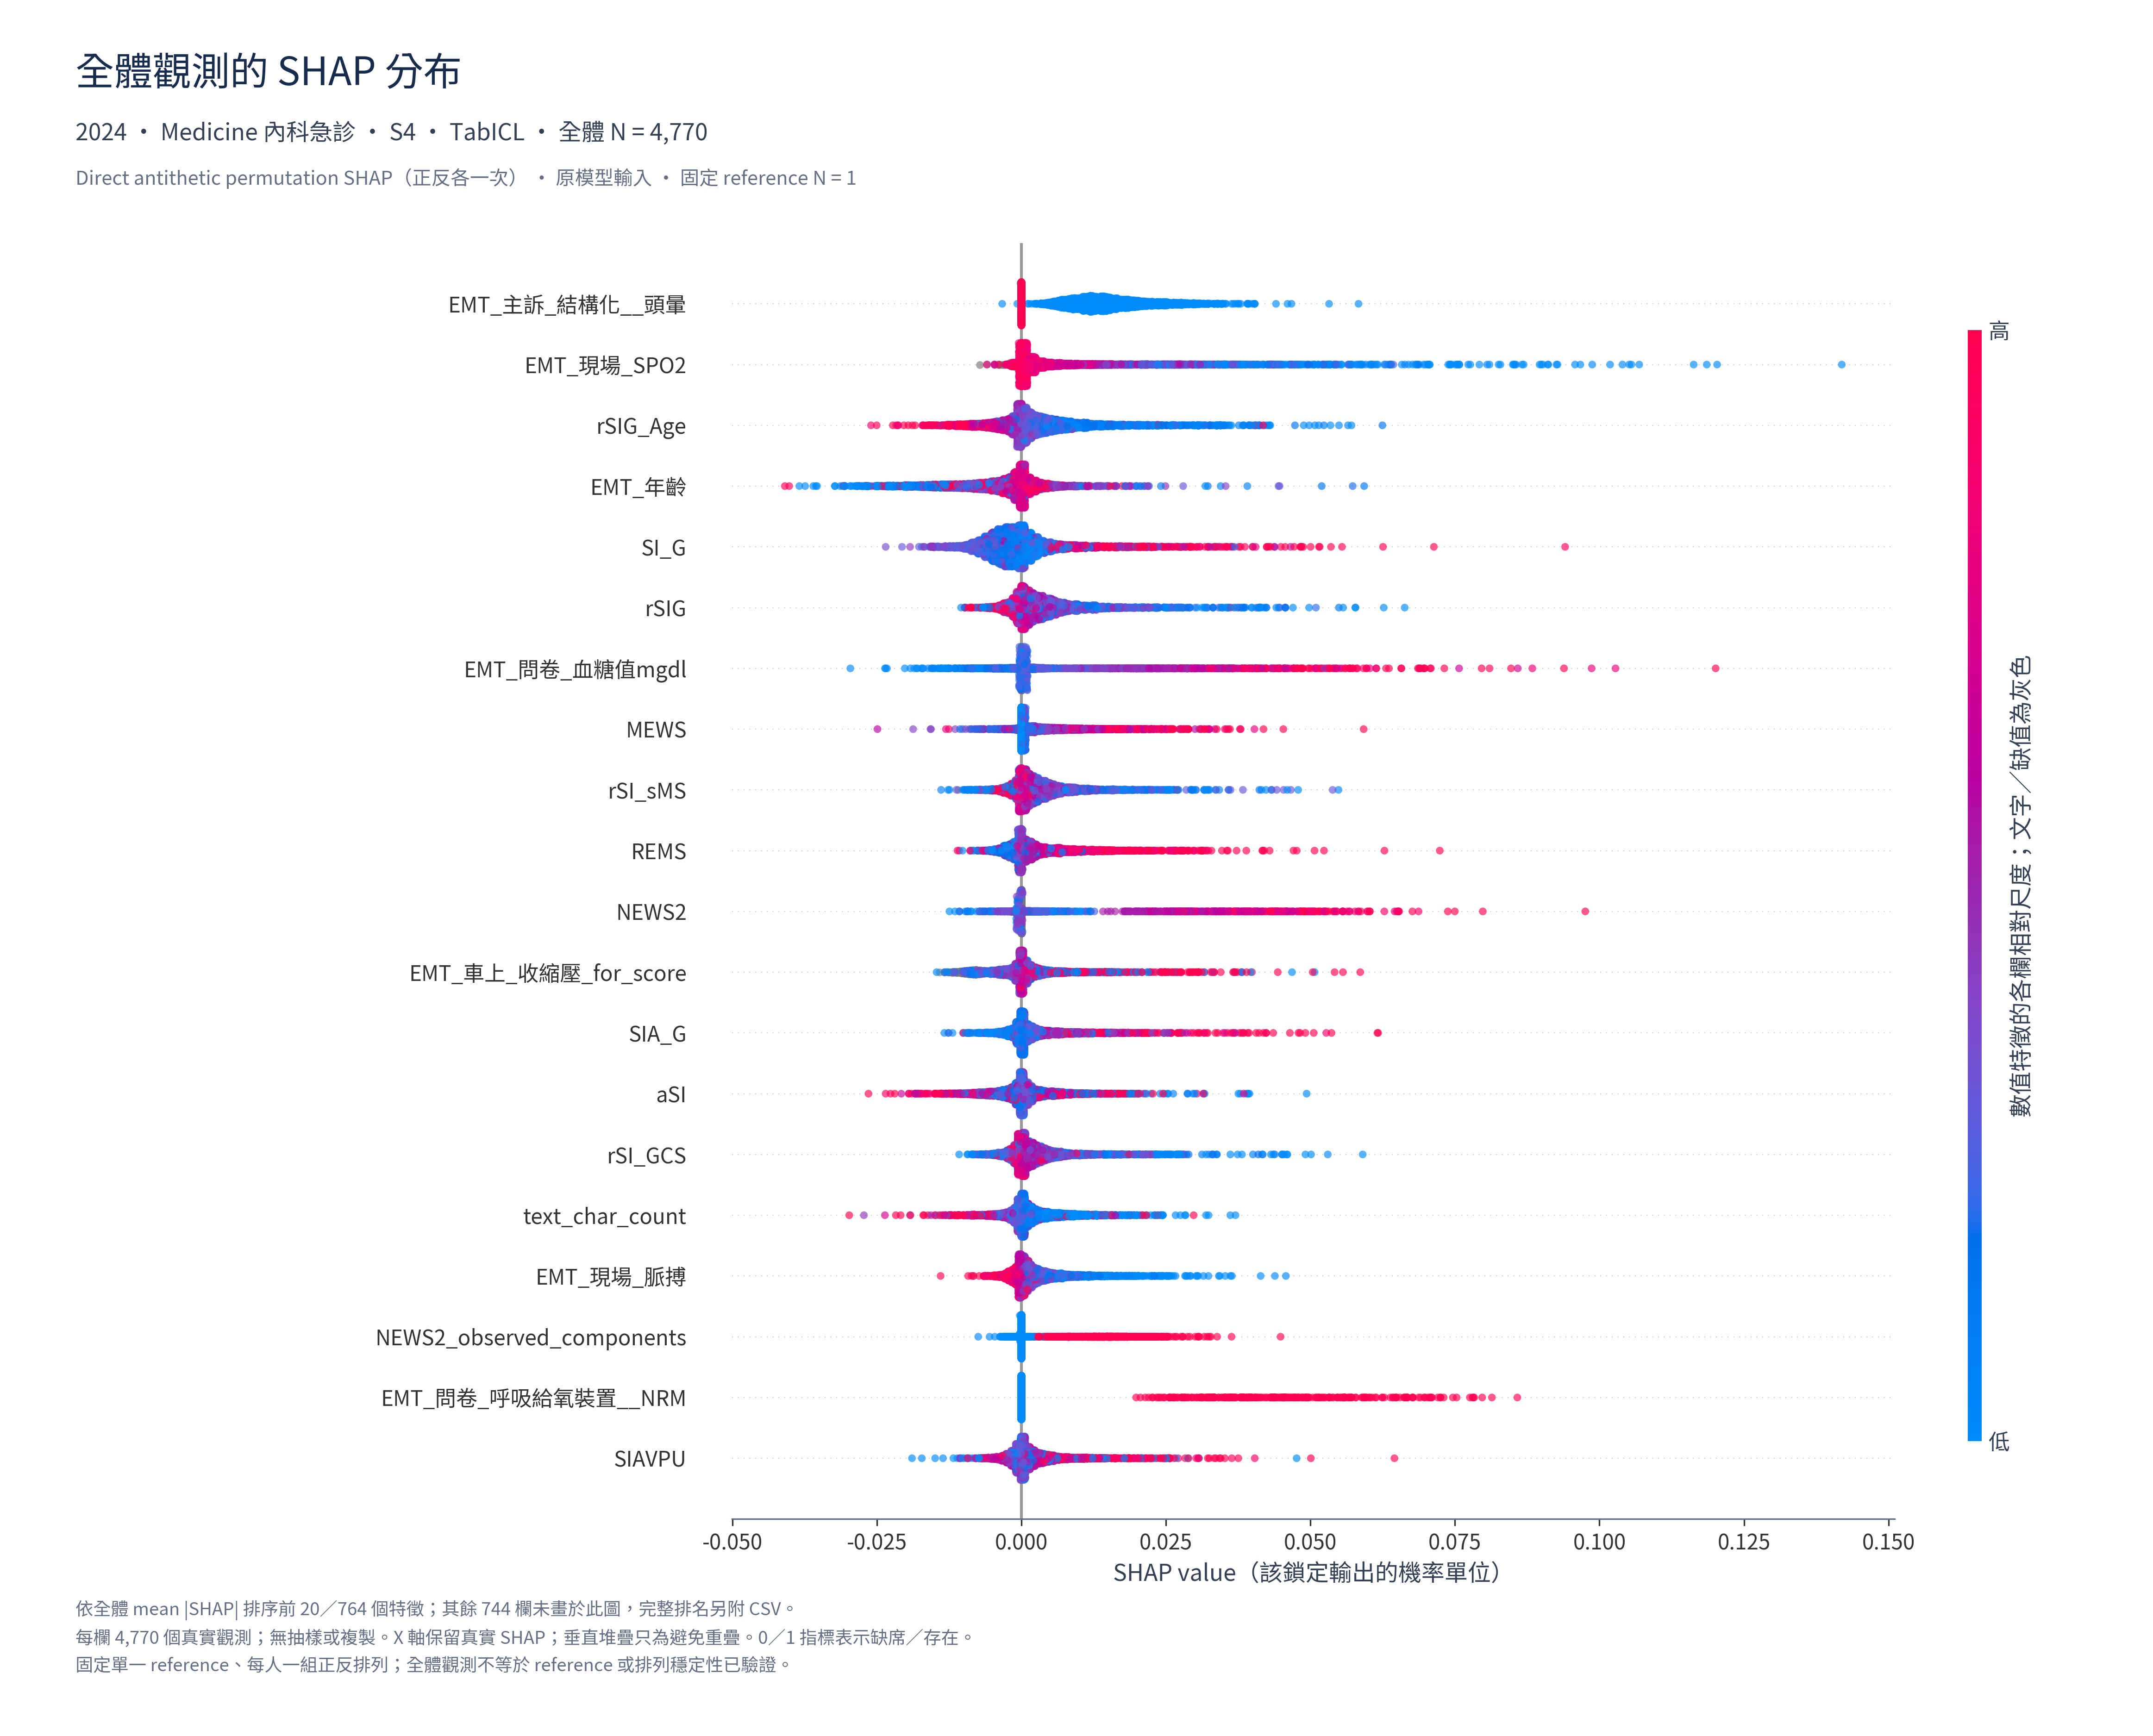 全體觀測的 SHAP 分布
2024 • Medicine 內科急診 • S4 • TabICL • 全體 N = 4,770
Direct antithetic permutation SHAP（正反各一次） • 原模型輸入 • 固定 reference N = 1
EMT_主訴_結構化__頭暈
EMT_現場_SPO2
rSIG_Age
EMT_年齡
SI_G
rSIG
EMT_問卷_血糖值mgdl
MEWS
rSI_sMS
REMS
NEWS2
EMT_車上_收縮壓_for_score
SIA_G
aSI
rSI_GCS
text_char_count
EMT_現場_脈搏
NEWS2_observed_components
EMT_問卷_呼吸給氧裝置__NRM
SIAVPU
-0.050 -0.025 0.000 0.025 0.050 0.075 0.100 0.125 0.150
SHAP value（該鎖定輸出的機率單位）
高
數值特徵的各欄相對尺度；文字／缺值為灰色
低
依全體 mean |SHAP| 排序前 20／764 個特徵；其餘 744 欄未畫於此圖，完整排名另附 CSV。
每欄 4,770 個真實觀測；無抽樣或複製。X 軸保留真實 SHAP；垂直堆疊只為避免重疊。0／1 指標表示缺席／存在。
固定單一 reference、每人一組正反排列；全體觀測不等於 reference 或排列穩定性已驗證。